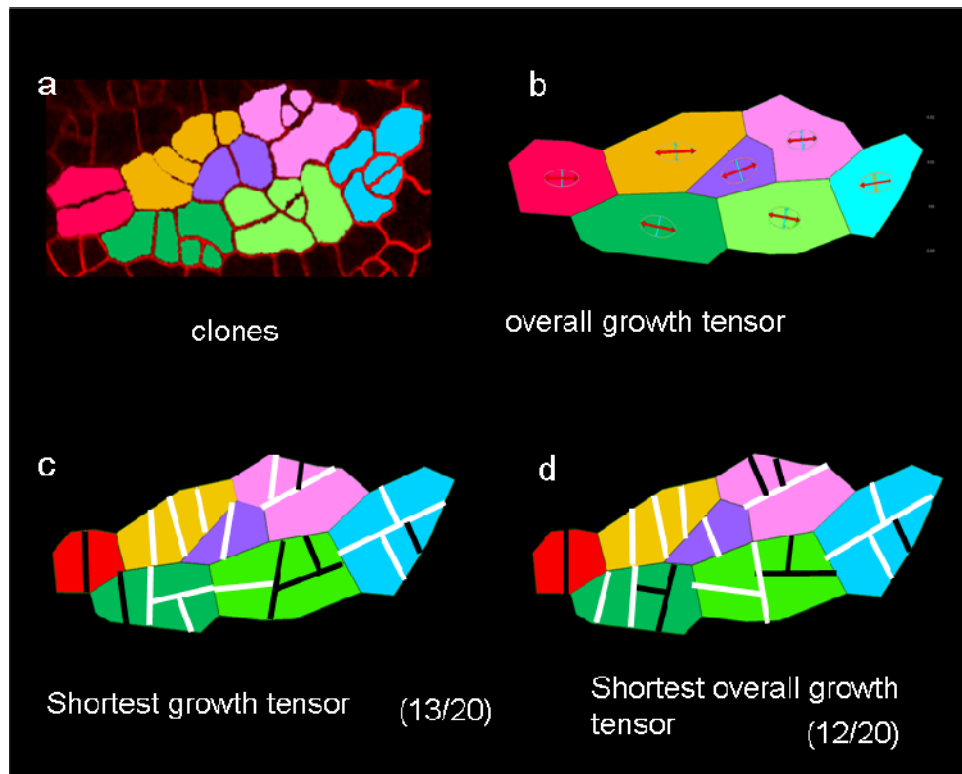 a
b
clones
overall growth tensor
c
d
Shortest growth tensor
(13/20)
Shortest overall growth
tensor
(12/20)